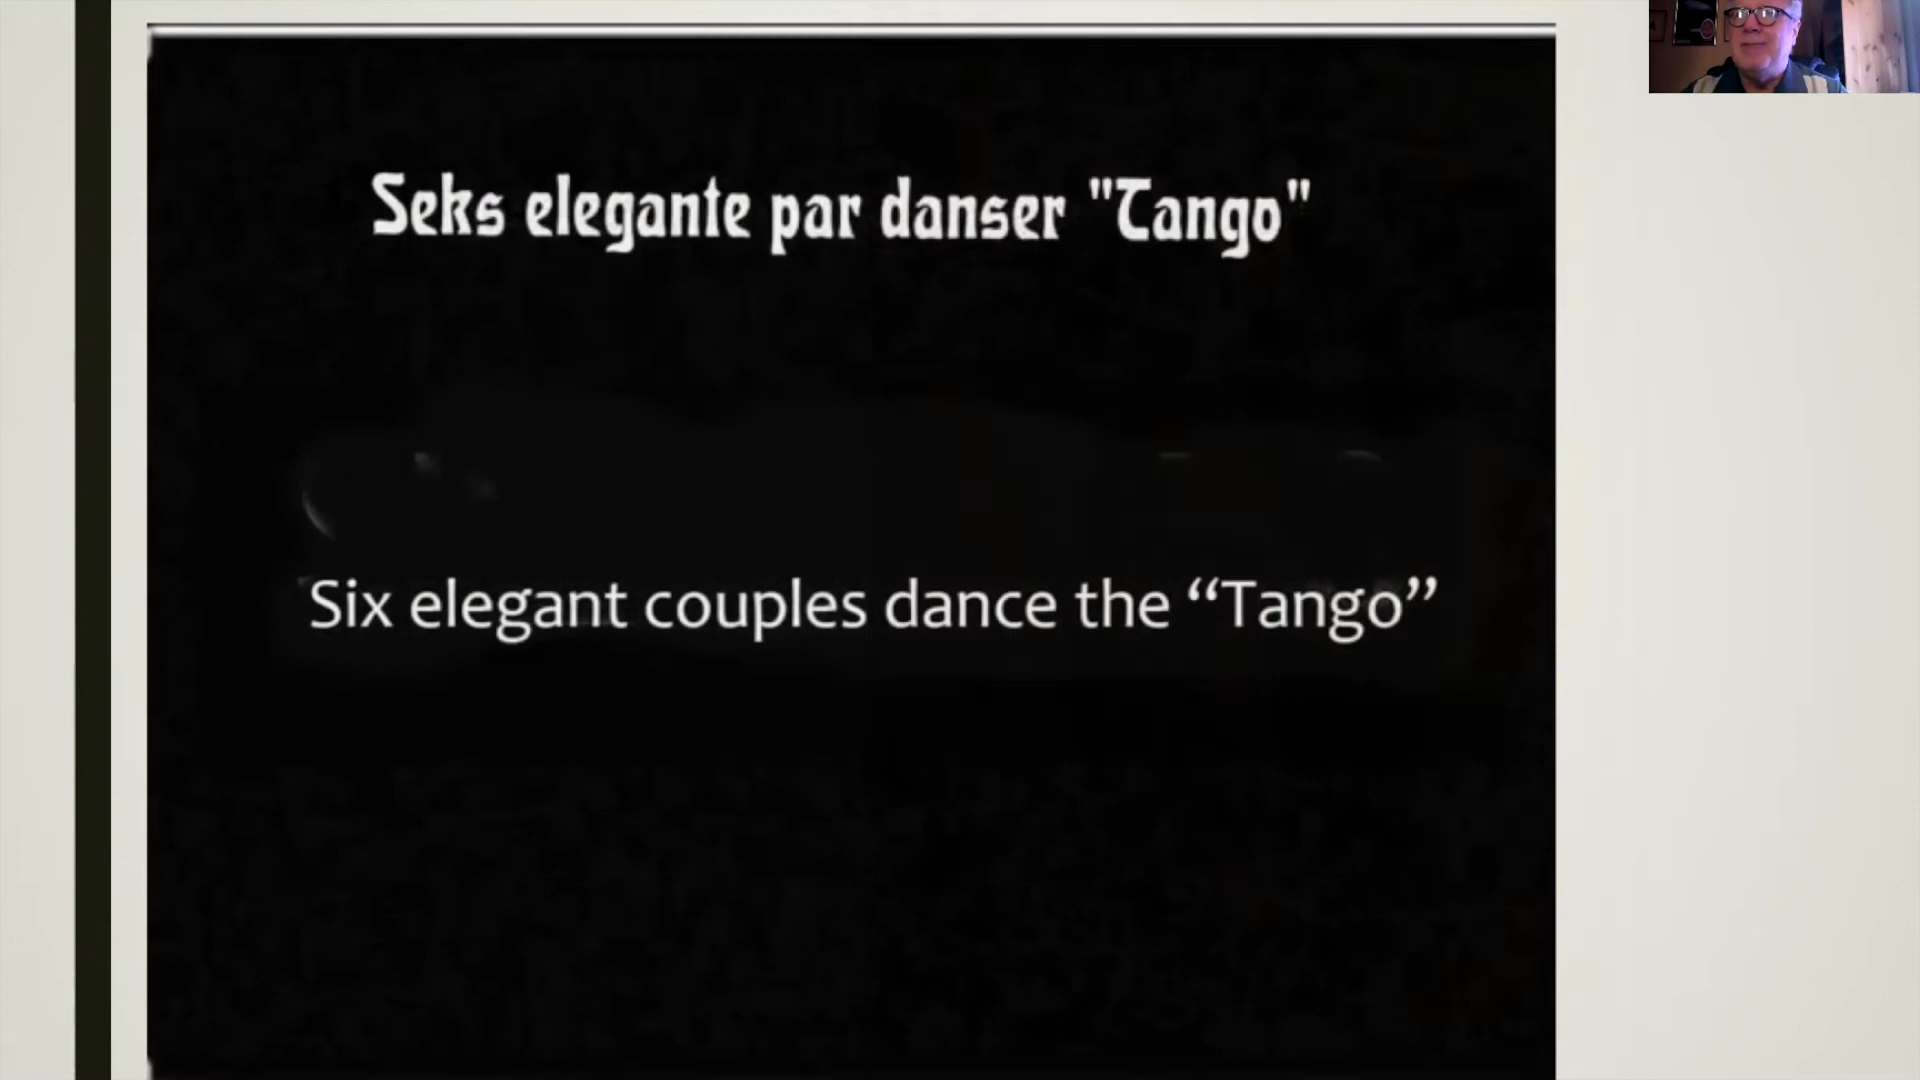 Seks elegante par danser "Tango"
Six elegant couples dance the “Tango”